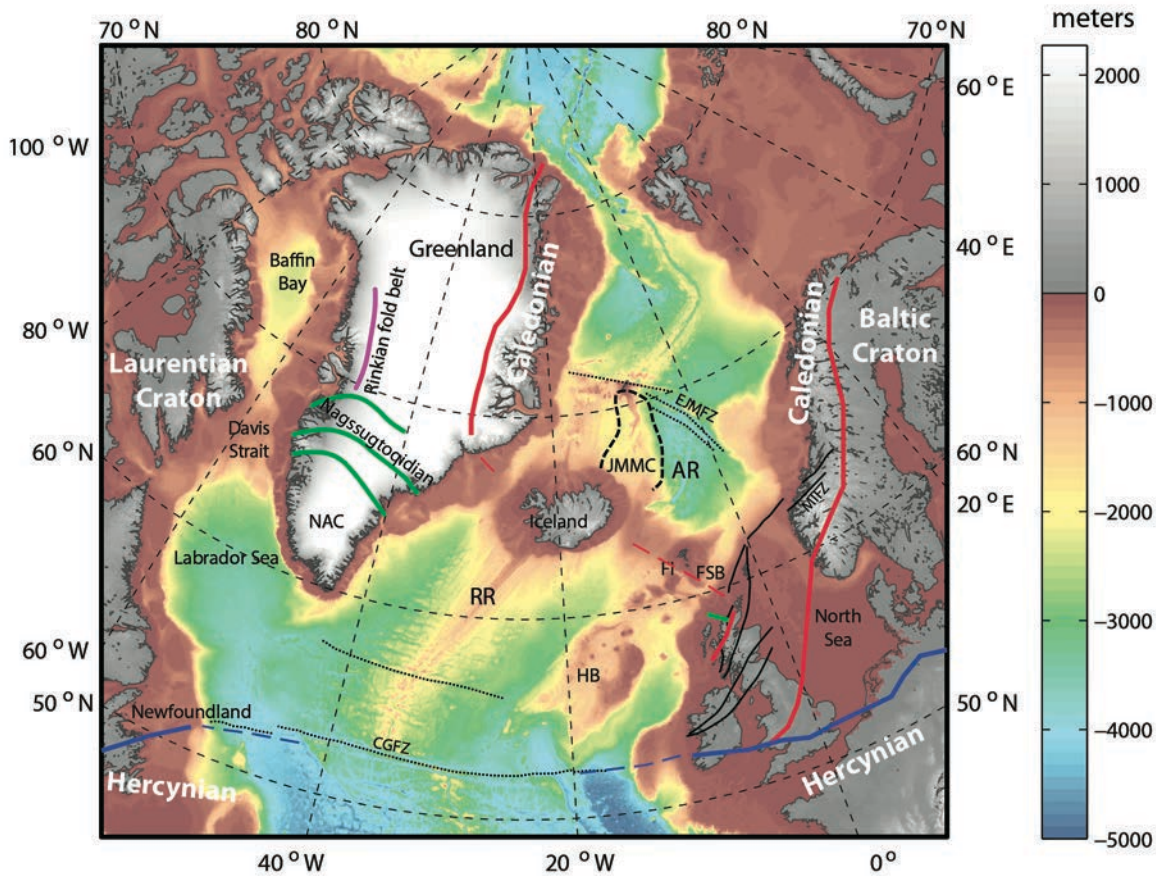 meters
70 °N
80 °N
80 °N
70 °N
60 °E
2000
100 °W
1000
Greenland
40 °E
Baffin
Bay
Caledonian
Rinkian fold belt
0
80 °W
Caledonian
Baltic
Craton
Laurentian
Craton
EJMFZ
−1000
Nagssugtoqidian
Davis
Strait
60 °N
JMMC
AR
60 °N
MTFZ
20 °E
−2000
NAC
Iceland
Labrador Sea
FI
FSB
RR
North
Sea
−3000
60 °W
HB
50 °N
Newfoundland
50 °N
CGFZ
−4000
Hercynian
Hercynian
−5000
40 °W
20 °W
0°